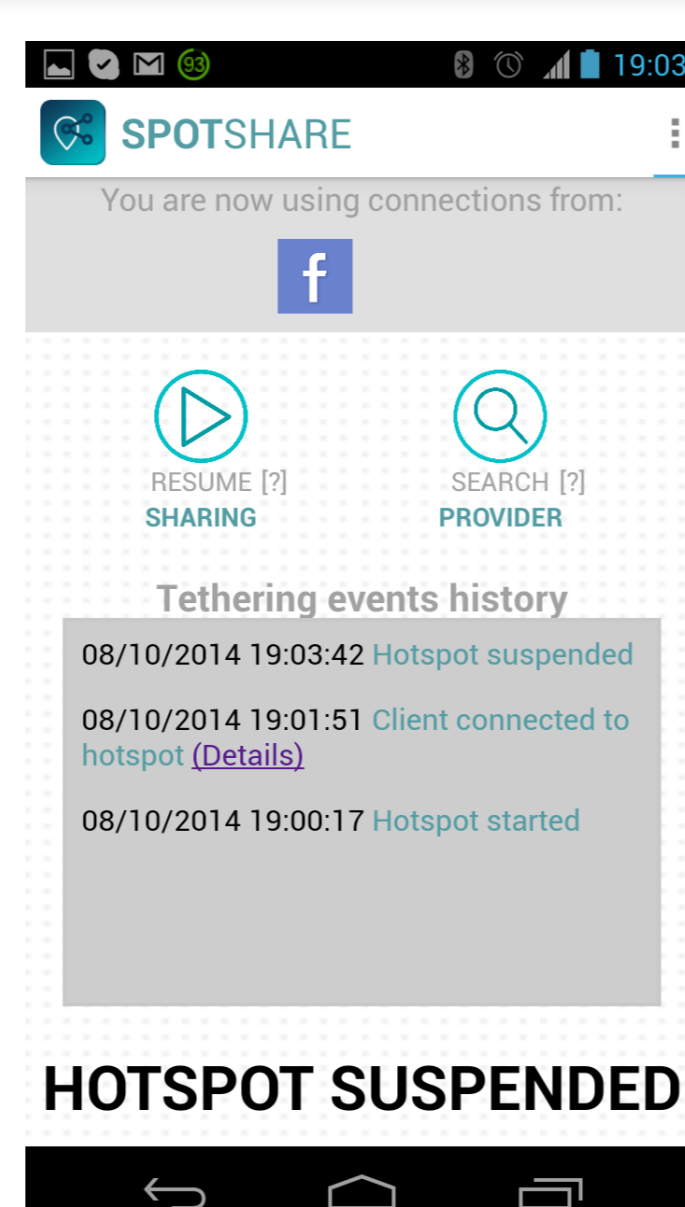 93 19:03
SPOTSHARE
You are now using connections from:
f
RESUME [?] SEARCH [?]
SHARING PROVIDER
Tethering events history
08/10/2014 19:03:42 Hotspot suspended
08/10/2014 19:01:51 Client connected to
hotspot (Details)
08/10/2014 19:00:17 Hotspot started
HOTSPOT SUSPENDED